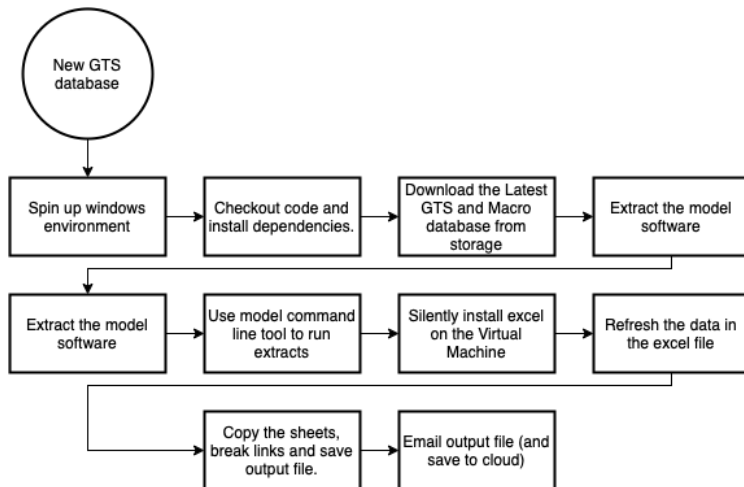 New GTS
database
Spin up windows
environment
Checkout code and
install dependencies.
Download the Latest
GTS and Macro
database from
storage
Extract the model
software
Extract the model
software
Use model command
line tool to run
extracts
Silently install excel
on the Virtual
Machine
Refresh the data in
the excel file
Copy the sheets,
break links and save
output file.
Email output file (and
save to cloud)